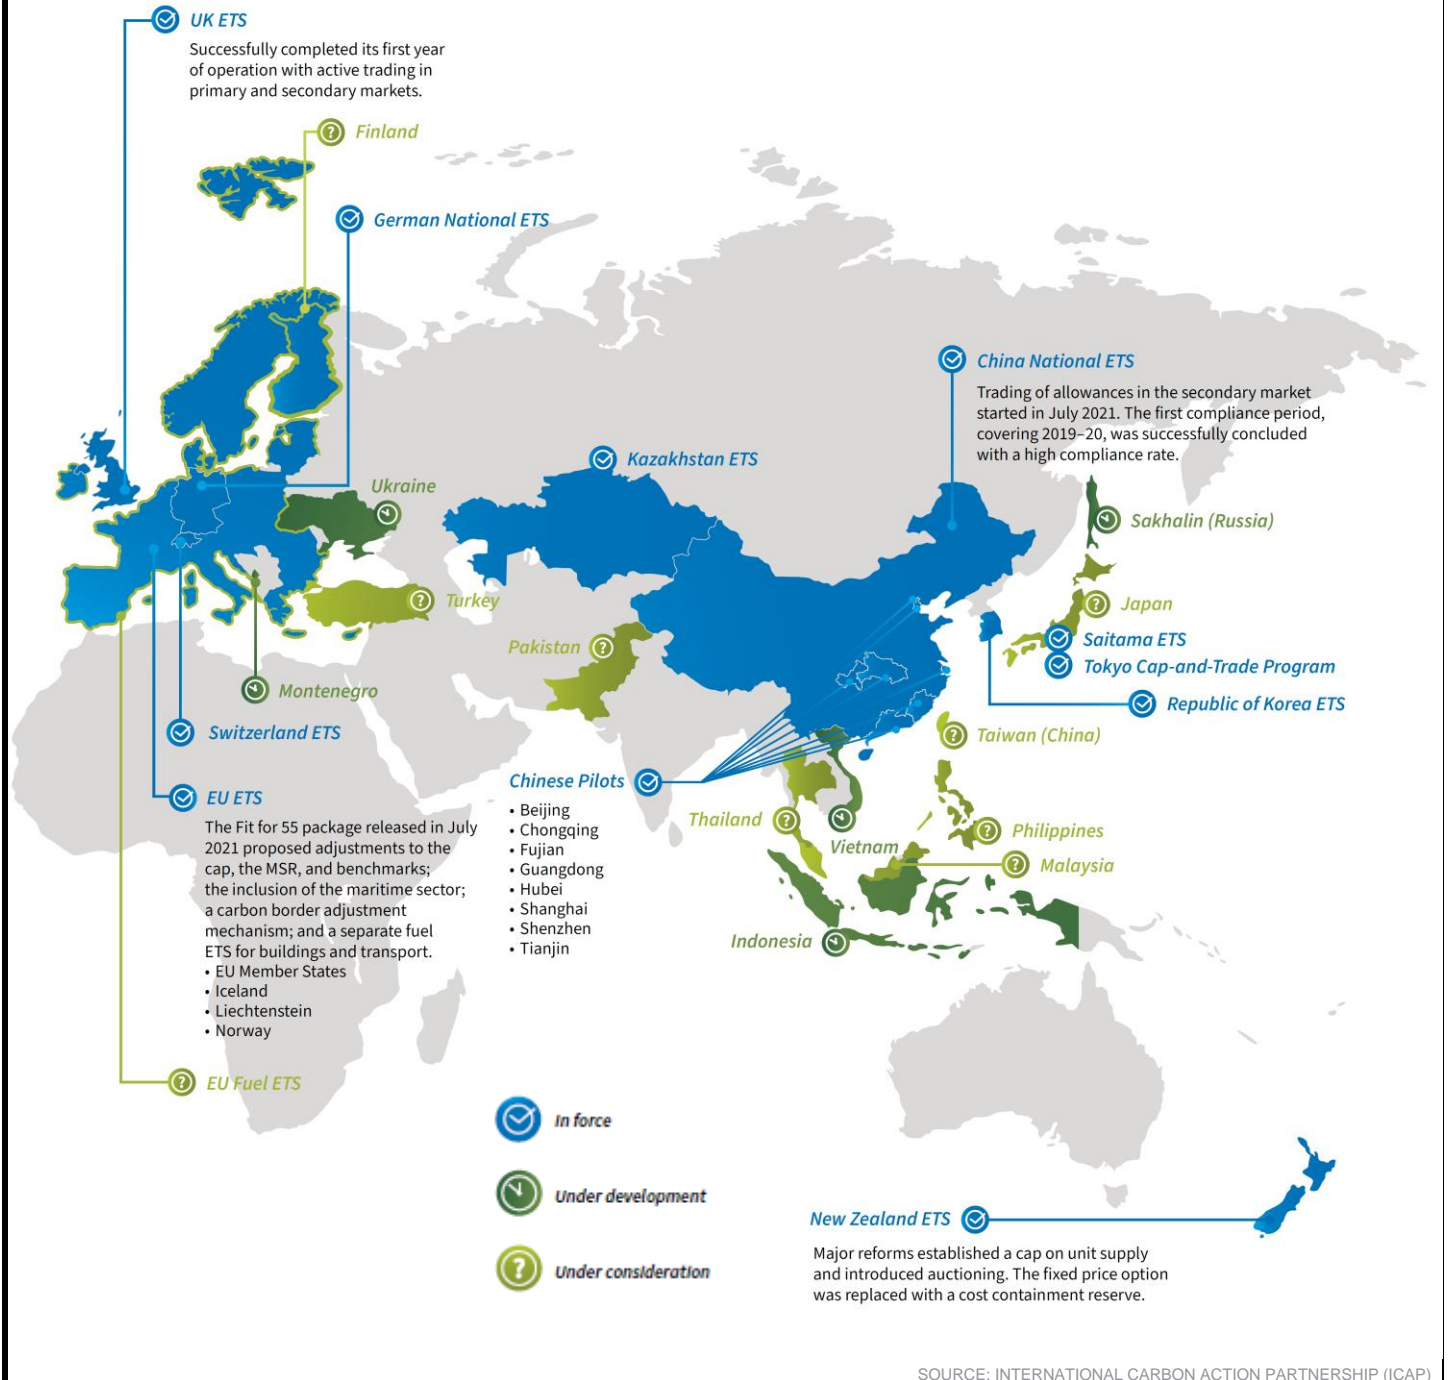 UK ETS
Successfully completed its first year
of operation with active trading in
primary and secondary markets.
Finland
German National ETS
China National ETS
Trading of allowances in the secondary market
started in July 2021. The first compliance period,
covering 2019–20, was successfully concluded
with a high compliance rate.
Kazakhstan ETS
Ukraine
Sakhalin (Russia)
Turkey
Japan
Pakistan
Saitama ETS
Tokyo Cap-and-Trade Program
Montenegro
Republic of Korea ETS
Switzerland ETS
Taiwan (China)
EU ETS
The Fit for 55 package released in July
2021 proposed adjustments to the
cap, the MSR, and benchmarks;
the inclusion of the maritime sector;
a carbon border adjustment
mechanism; and a separate fuel
ETS for buildings and transport.
• EU Member States
• Iceland
• Liechtenstein
• Norway
Chinese Pilots
• Beijing
• Chongqing
• Fujian
• Guangdong
• Hubei
• Shanghai
• Shenzhen
• Tianjin
Thailand
Vietnam
Philippines
Malaysia
Indonesia
EU Fuel ETS
In force
Under development
Under consideration
New Zealand ETS
Major reforms established a cap on unit supply
and introduced auctioning. The fixed price option
was replaced with a cost containment reserve.
SOURCE: INTERNATIONAL CARBON ACTION PARTNERSHIP (ICAP)